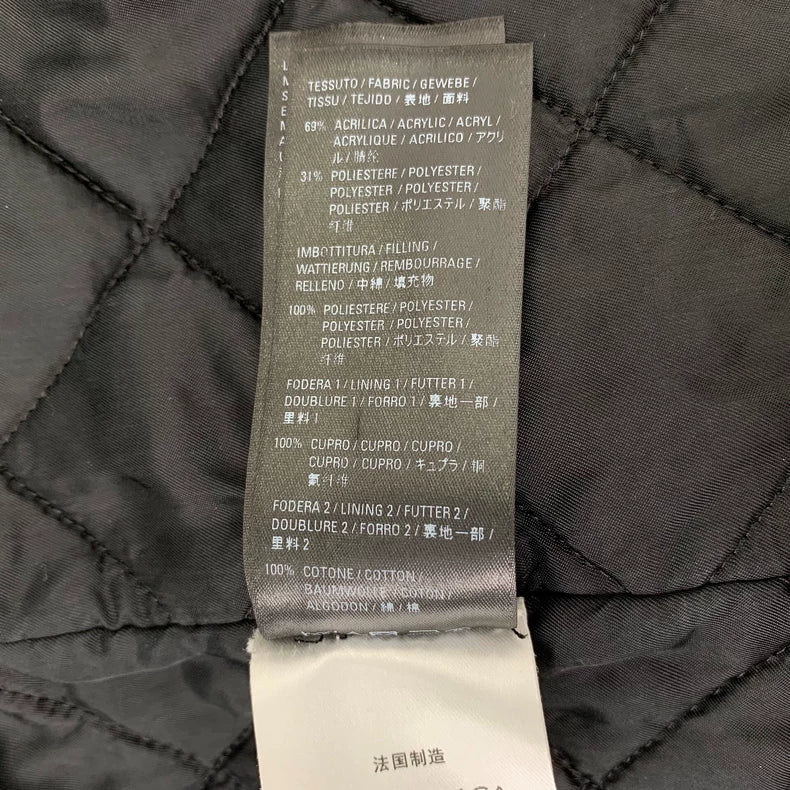 TESSUTO / FABRIC / GEWEBE /
TISSU / TEJIDO / 表地 / 面料
69% ACRILICA / ACRYLIC / ACRYL /
ACRYLIQUE / ACRILICO / アクリ
ル / 腈纶
31% POLIESTERE / POLYESTER /
POLYESTER / POLYESTER /
POLIESTER / ポリエステル / 聚酯
纤维
IMBOTTITURA / FILLING /
WATTIERUNG / REMBOURRAGE /
RELLENO / 中綿 / 填充物
100% POLIESTERE / POLYESTER /
POLYESTER / POLYESTER /
POLIESTER / ポリエステル / 聚酯
纤维
FODERA 1 / LINING 1 / FUTTER 1 /
DOUBLURE 1 / FORRO 1 / 裏地一部 /
里料 1
100% CUPRO / CUPRO / CUPRO /
CUPRO / CUPRO / キュプラ / 铜
氨纤维
FODERA 2 / LINING 2 / FUTTER 2 /
DOUBLURE 2 / FORRO 2 / 裏地一部 /
里料 2
100% COTONE / COTTON /
BAUMWOLLE / COTON /
ALGODON / 綿 / 棉
法国制造